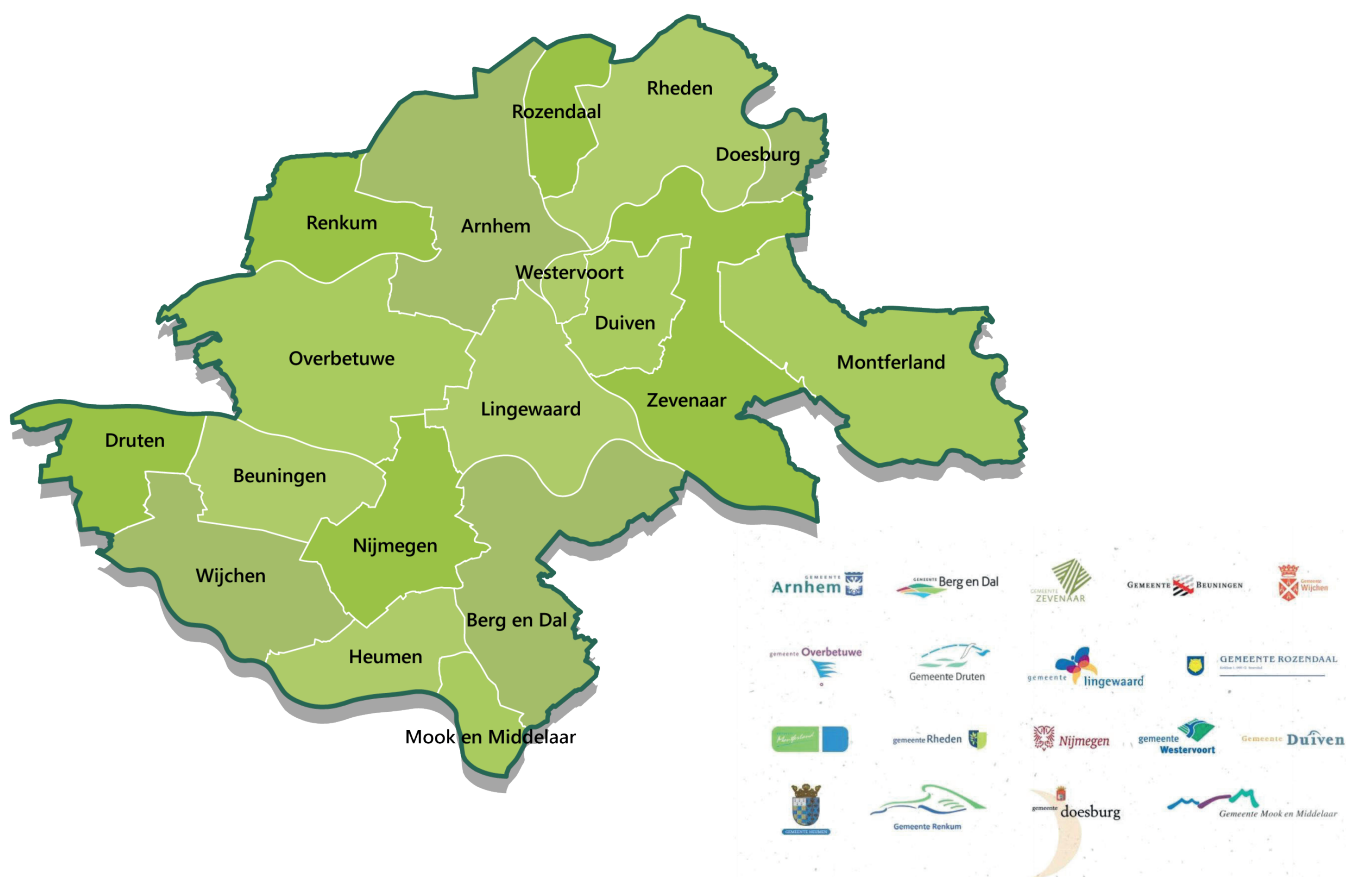 Rheden
Rozendaal
Doesburg
Renkum
Arnhem
Westervoort
Duiven
Overbetuwe
Montferland
Zevenaar
Lingewaard
Druten
Beuningen
Nijmegen
Wijchen
Berg en Dal
Heumen
Mook en Middelaar
GEMEENTE
Arnhem
GEMEENTE
Berg en Dal
GEMEENTE
ZEVENAAR
GEMEENTE BEUNINGEN
Gemeente
Wijchen
gemeente Overbetuwe
Gemeente Druten
gemeente lingewaard
GEMEENTE ROZENDAAL
Montferland
gemeente Rheden
Nijmegen
gemeente
Westervoort
Gemeente Duiven
GEMEENTE HEUMEN
Gemeente Renkum
gemeente
doesburg
Gemeente Mook en Middelaar